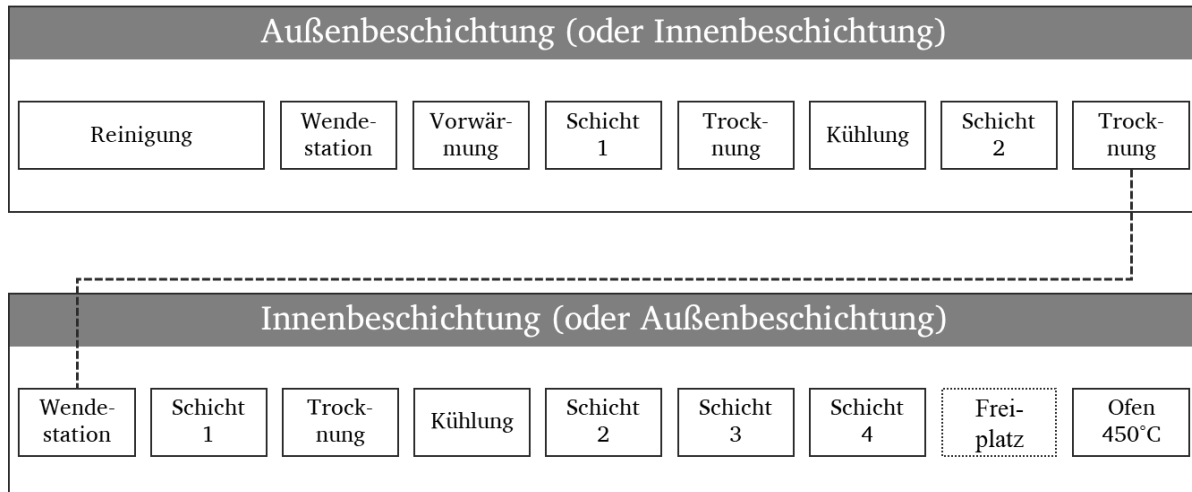 Außenbeschichtung (oder Innenbeschichtung)
Reinigung
Wende-
station
Vorwär-
mung
Schicht
1
Trock-
nung
Kühlung
Schicht
2
Trock-
nung
Innenbeschichtung (oder Außenbeschichtung)
Wende-
station
Schicht
1
Trock-
nung
Kühlung
Schicht
2
Schicht
3
Schicht
4
Frei-
platz
Ofen
450°C